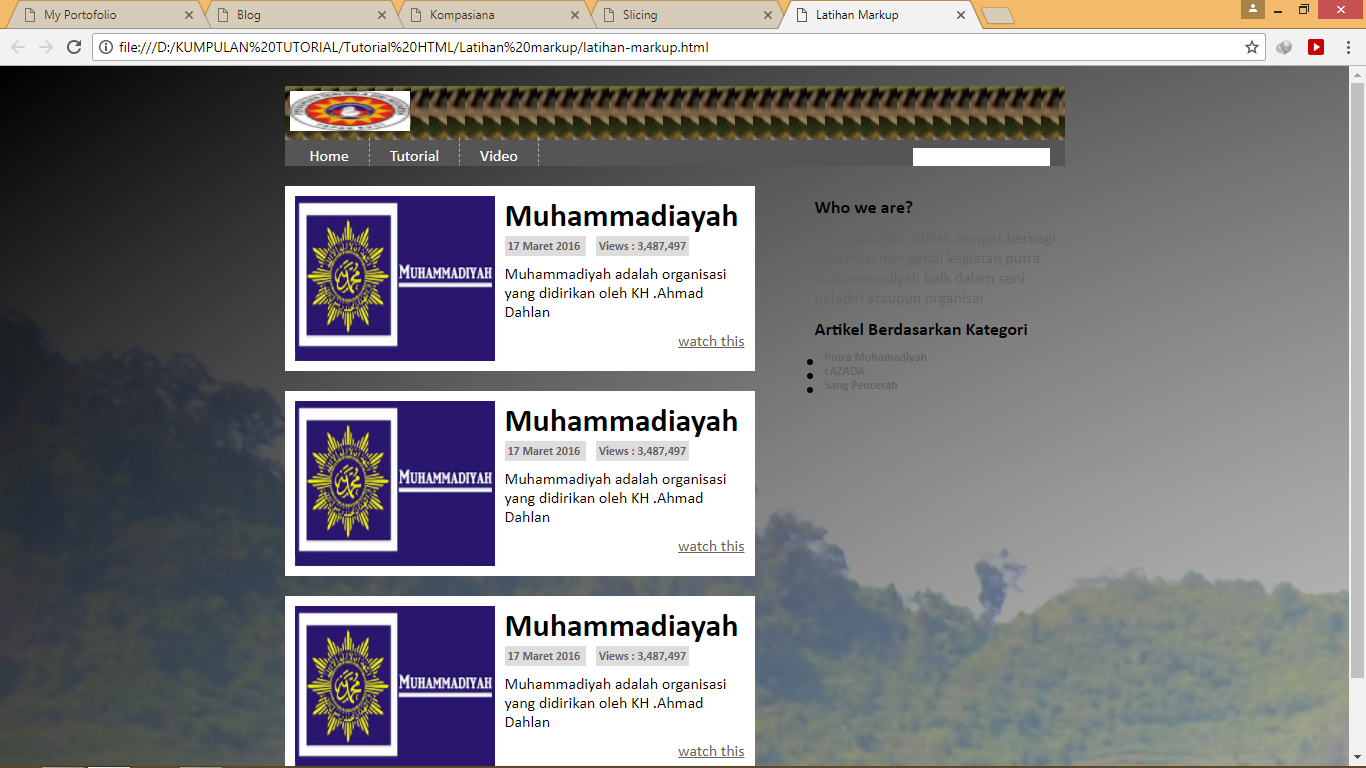 My Portofolio
Blog
Kompasiana
Slicing
Latihan Markup
file:///D:/KUMPULAN%20TUTORIAL/Tutorial%20HTML/Latihan%20markup/latihan-markup.html
Home
Tutorial
Video
MUHAMMADIYAH
Muhammadiayah
17 Maret 2016
Views : 3,487,497
Muhammadiyah adalah organisasi
yang didirikan oleh KH .Ahmad
Dahlan
watch this
MUHAMMADIYAH
Muhammadiayah
17 Maret 2016
Views : 3,487,497
Muhammadiyah adalah organisasi
yang didirikan oleh KH .Ahmad
Dahlan
watch this
MUHAMMADIYAH
Muhammadiayah
17 Maret 2016
Views : 3,487,497
Muhammadiyah adalah organisasi
yang didirikan oleh KH .Ahmad
Dahlan
watch this
Who we are?
Net adalah tempat berbagi
informasi mengenai kegiatan putra
muhammadiyah baik dalam seni
beladiri ataupun organisai
Artikel Berdasarkan Kategori
Putra Muhamadiyah
LAZADA
Sang Pencerah